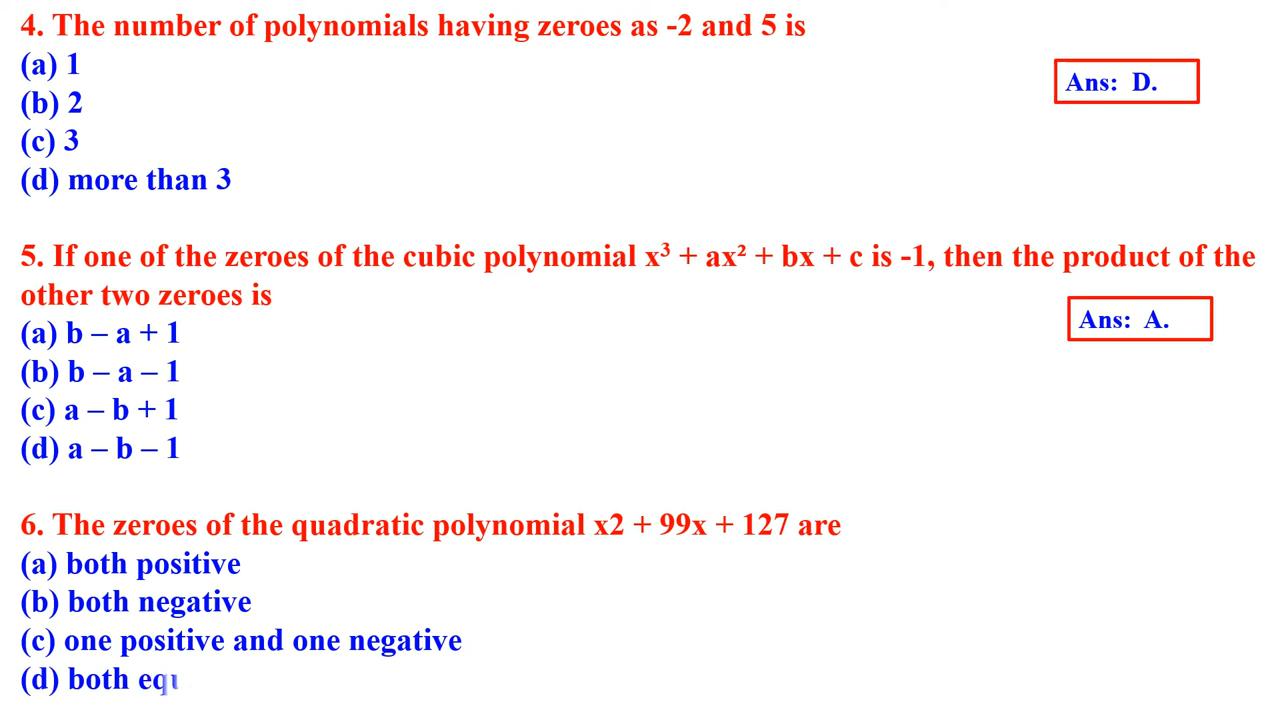 4. The number of polynomials having zeroes as -2 and 5 is
(a) 1
Ans: D.
(b) 2
(c) 3
(d) more than 3
5. If one of the zeroes of the cubic polynomial x³ + ax² + bx + c is -1, then the product of the
other two zeroes is
Ans: A.
(a) b – a + 1
(b) b – a – 1
(c) a – b + 1
(d) a – b – 1
6. The zeroes of the quadratic polynomial x2 + 99x + 127 are
(a) both positive
(b) both negative
(c) one positive and one negative
(d) both equ